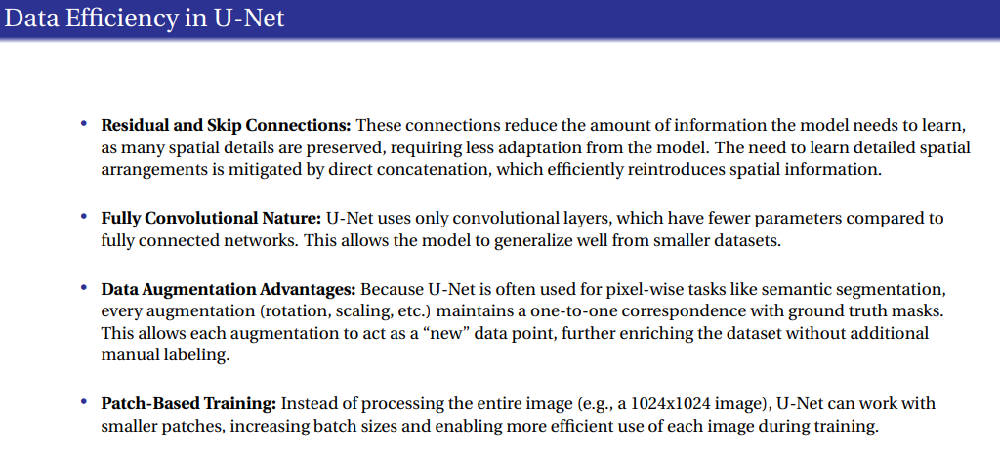 Data Efficiency in U-Net
• Residual and Skip Connections: These connections reduce the amount of information the model needs to learn,
as many spatial details are preserved, requiring less adaptation from the model. The need to learn detailed spatial
arrangements is mitigated by direct concatenation, which efficiently reintroduces spatial information.
• Fully Convolutional Nature: U-Net uses only convolutional layers, which have fewer parameters compared to
fully connected networks. This allows the model to generalize well from smaller datasets.
• Data Augmentation Advantages: Because U-Net is often used for pixel-wise tasks like semantic segmentation,
every augmentation (rotation, scaling, etc.) maintains a one-to-one correspondence with ground truth masks.
This allows each augmentation to act as a “new” data point, further enriching the dataset without additional
manual labeling.
• Patch-Based Training: Instead of processing the entire image (e.g., a 1024x1024 image), U-Net can work with
smaller patches, increasing batch sizes and enabling more efficient use of each image during training.